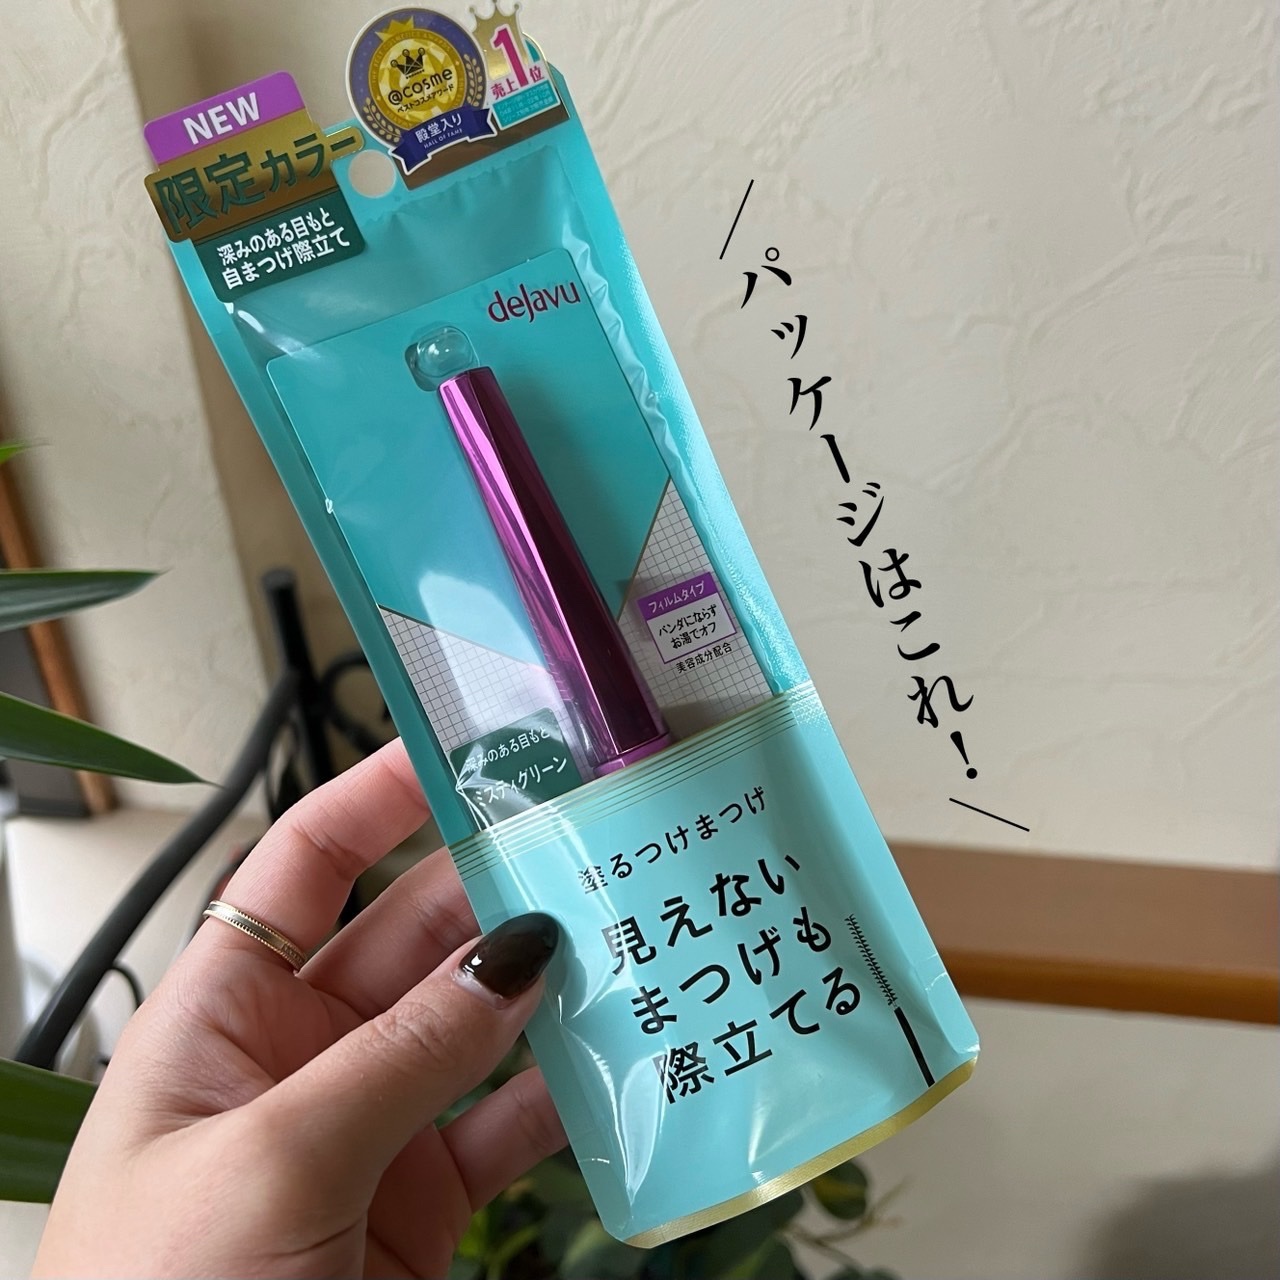 NEW
限定カラー
深みのある目もと
自まつげ際立て
@cosme
ベストコスメアワード
殿堂入り
HALL OF FAME
売上1位
dejavu
フィルムタイプ
パンダにならず
お湯でオフ
美容成分配合
深みのある目もと
ミスティグリーン
塗るつけまつげ
見えない
まつげも
際立てる
パッケージはこれ!